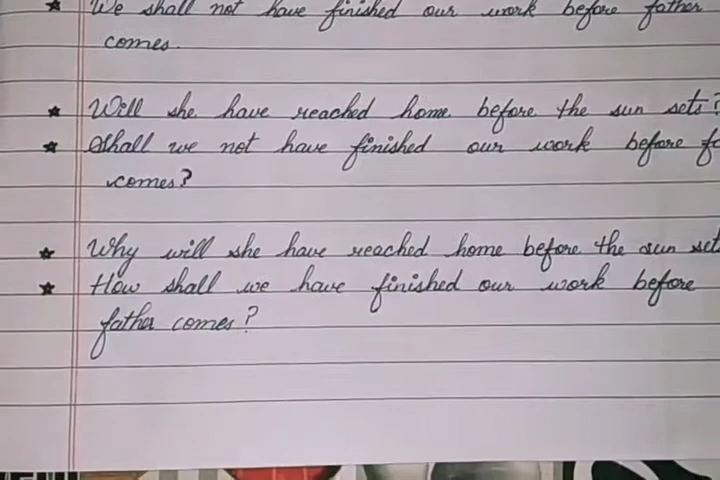 ★ We shall not have finished our work before father
comes.
★ Will she have reached home before the sun sets?
★ Shall we not have finished our work before fa
comes?
★ Why will she have reached home before the sun set
★ How shall we have finished our work before
father comes?